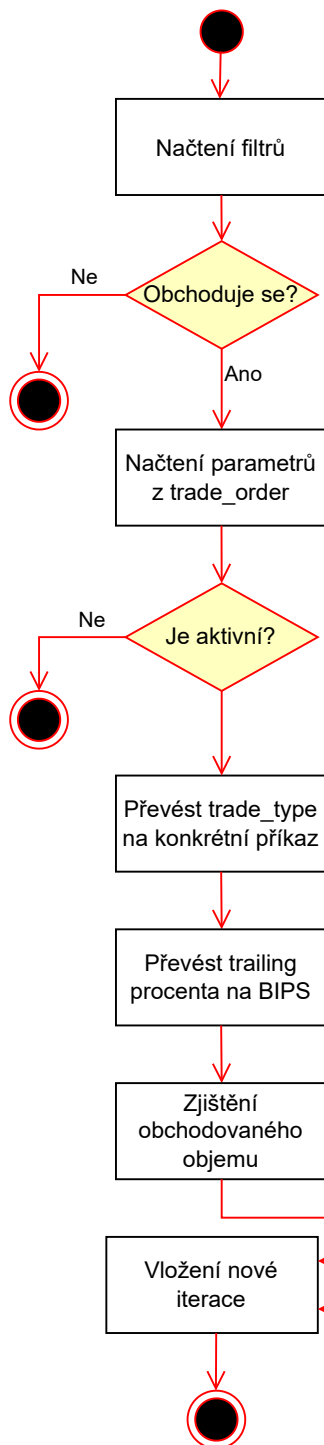 Načtení filtrů
Ne
Obchoduje se?
Ano
Načtení parametrů
z trade_order
Ne
Je aktivní?
Převést trade_type
na konkrétní příkaz
Převést trailing
procenta na BIPS
Zjištění
obchodovaného
objemu
Vložení nové
iterace